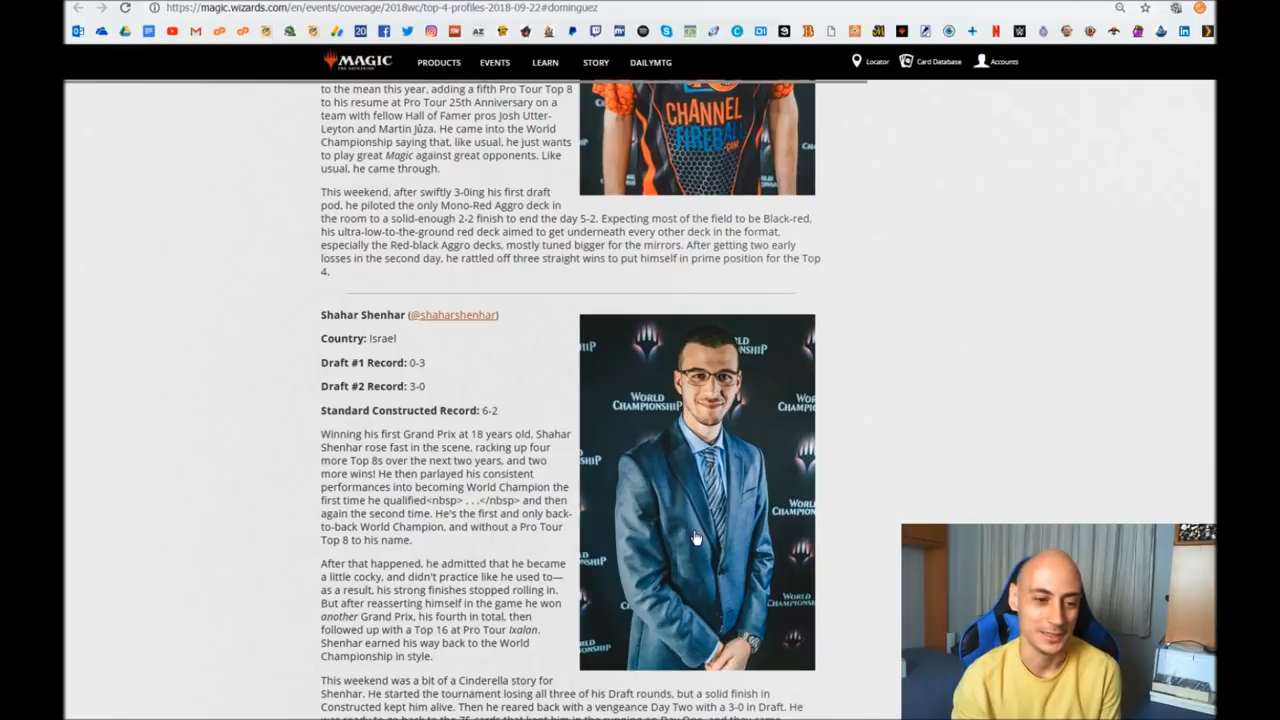 https://magic.wizards.com/en/events/coverage/2018wc/top-4-profiles-2018-09-22#dominguez
MAGIC
PRODUCTS EVENTS LEARN STORY DAILYMTG Locator Card Database Accounts
to the mean this year, adding a fifth Pro Tour Top 8
to his resume at Pro Tour 25th Anniversary on a
team with fellow Hall of Famer pros Josh Utter-
Leyton and Martin Jůza. He came into the World
Championship saying that, like usual, he just wants
to play great Magic against great opponents. Like
usual, he came through.
CHANNEL
FIREBALL
.COM
This weekend, after swiftly 3-0ing his first draft
pod, he piloted the only Mono-Red Aggro deck in
the room to a solid-enough 2-2 finish to end the day 5-2. Expecting most of the field to be Black-red,
his ultra-low-to-the-ground red deck aimed to get underneath every other deck in the format,
especially the Red-black Aggro decks, mostly tuned bigger for the mirrors. After getting two early
losses in the second day, he rattled off three straight wins to put himself in prime position for the Top
4.
Shahar Shenhar (@shaharshenhar)
Country: Israel
Draft #1 Record: 0-3
Draft #2 Record: 3-0
Standard Constructed Record: 6-2
WORLD
CHAMPIONSHIP
Winning his first Grand Prix at 18 years old, Shahar
Shenhar rose fast in the scene, racking up four
more Top 8s over the next two years, and two
more wins! He then parlayed his consistent
performances into becoming World Champion the
first time he qualified<nbsp> . . .</nbsp> and then
again the second time. He's the first and only back-
to-back World Champion, and without a Pro Tour
Top 8 to his name.
After that happened, he admitted that he became
a little cocky, and didn't practice like he used to—
as a result, his strong finishes stopped rolling in.
But after reasserting himself in the game he won
another Grand Prix, his fourth in total, then
followed up with a Top 16 at Pro Tour Ixalan.
Shenhar earned his way back to the World
Championship in style.
This weekend was a bit of a Cinderella story for
Shenhar. He started the tournament losing all three of his Draft rounds, but a solid finish in
Constructed kept him alive. Then he reared back with a vengeance Day Two with a 3-0 in Draft. He